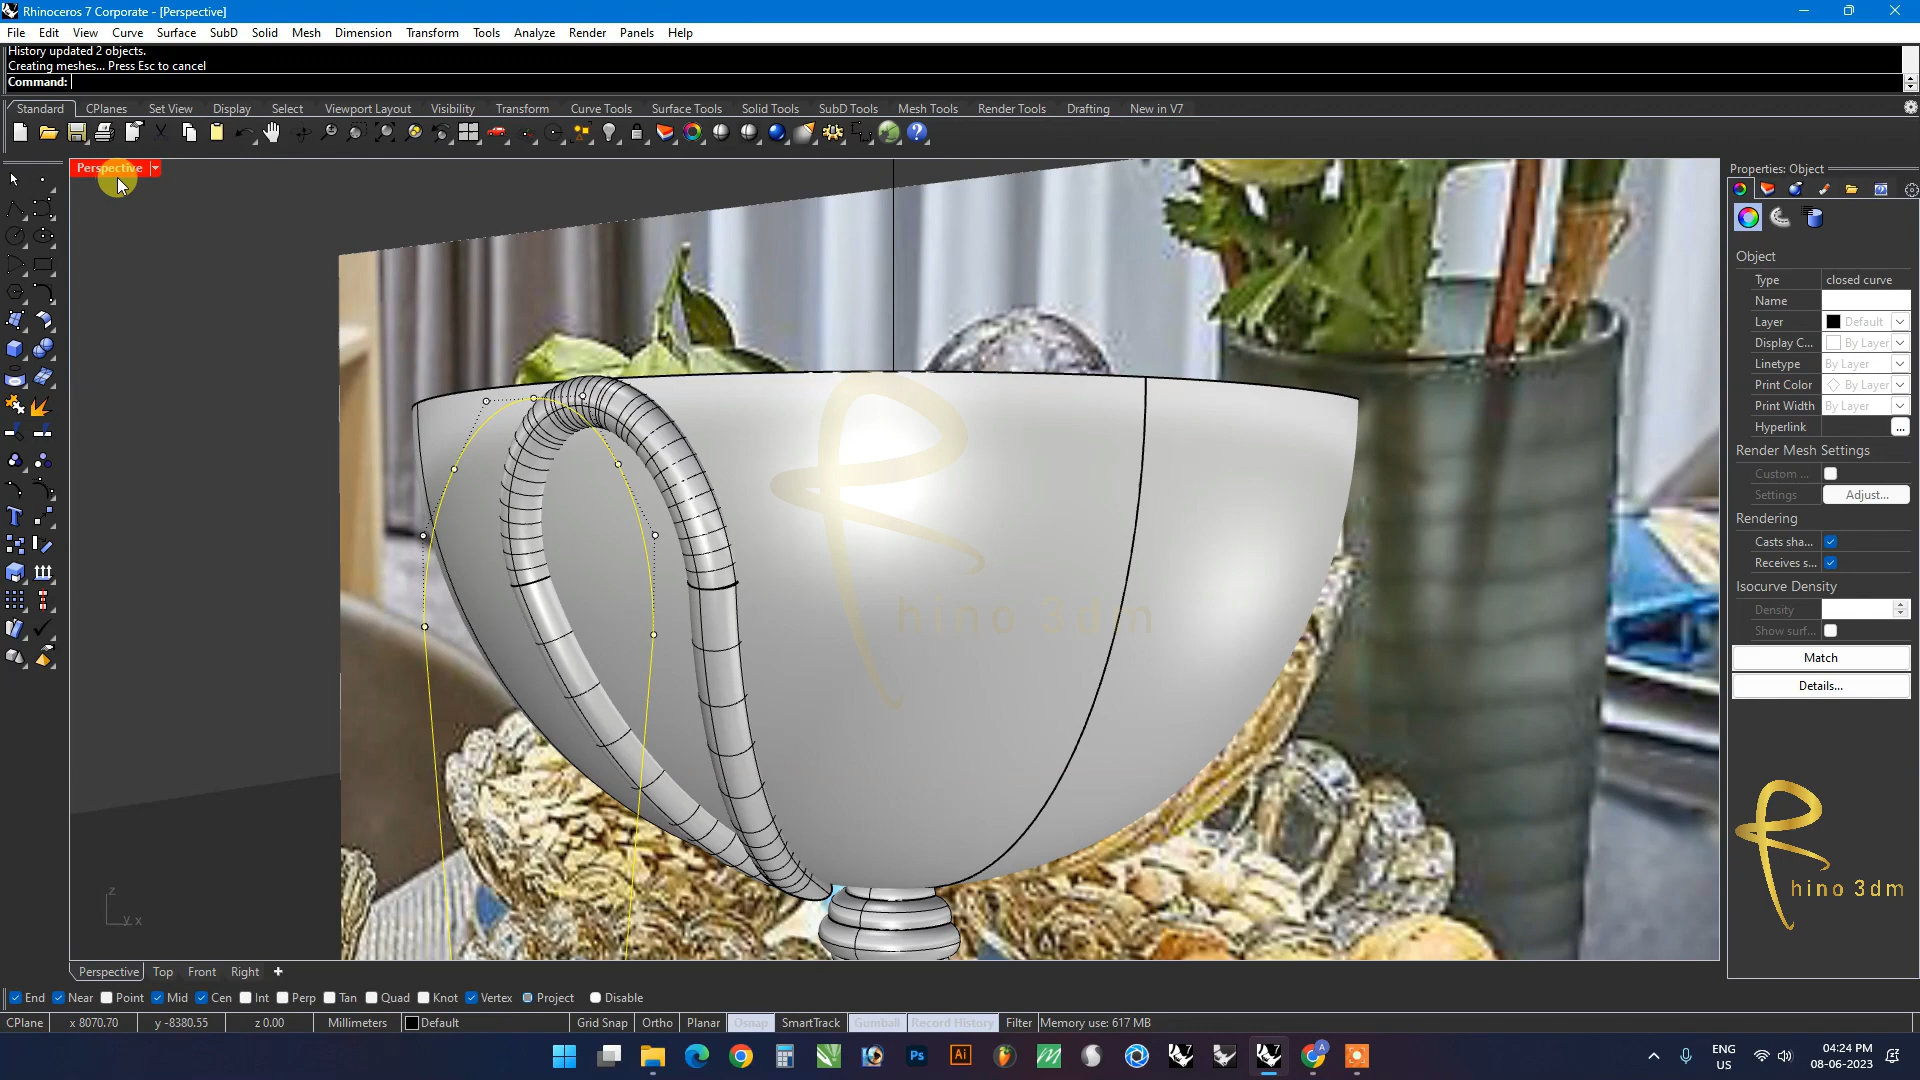 Rhinoceros 7 Corporate - [Perspective]
File Edit View Curve Surface SubD Solid Mesh Dimension Transform Tools Analyze Render Panels Help
History updated 2 objects.
Creating meshes... Press Esc to cancel
Command:
Standard CPlanes Set View Display Select Viewport Layout Visibility Transform Curve Tools Surface Tools Solid Tools SubD Tools Mesh Tools Render Tools Drafting New in V7
Perspective
Properties: Object
Object
Type closed curve
Name
Layer Default
Display C... By Layer
Linetype By Layer
Print Color By Layer
Print Width By Layer
Hyperlink ...
Render Mesh Settings
Custom ...
Settings Adjust...
Rendering
Casts sha...
Receives s...
Isocurve Density
Density
Show surf...
Match
Details...
Rhino 3dm
Rhino 3dm
z
y x
Perspective Top Front Right
End Near Point Mid Cen Int Perp Tan Quad Knot Vertex Project Disable
CPlane x 8070.70 y -8380.55 z 0.00 Millimeters Default Grid Snap Ortho Planar Osnap SmartTrack Gumball Record History Filter Memory use: 617 MB
Ps Ai
ENG
US
04:24 PM
08-06-2023